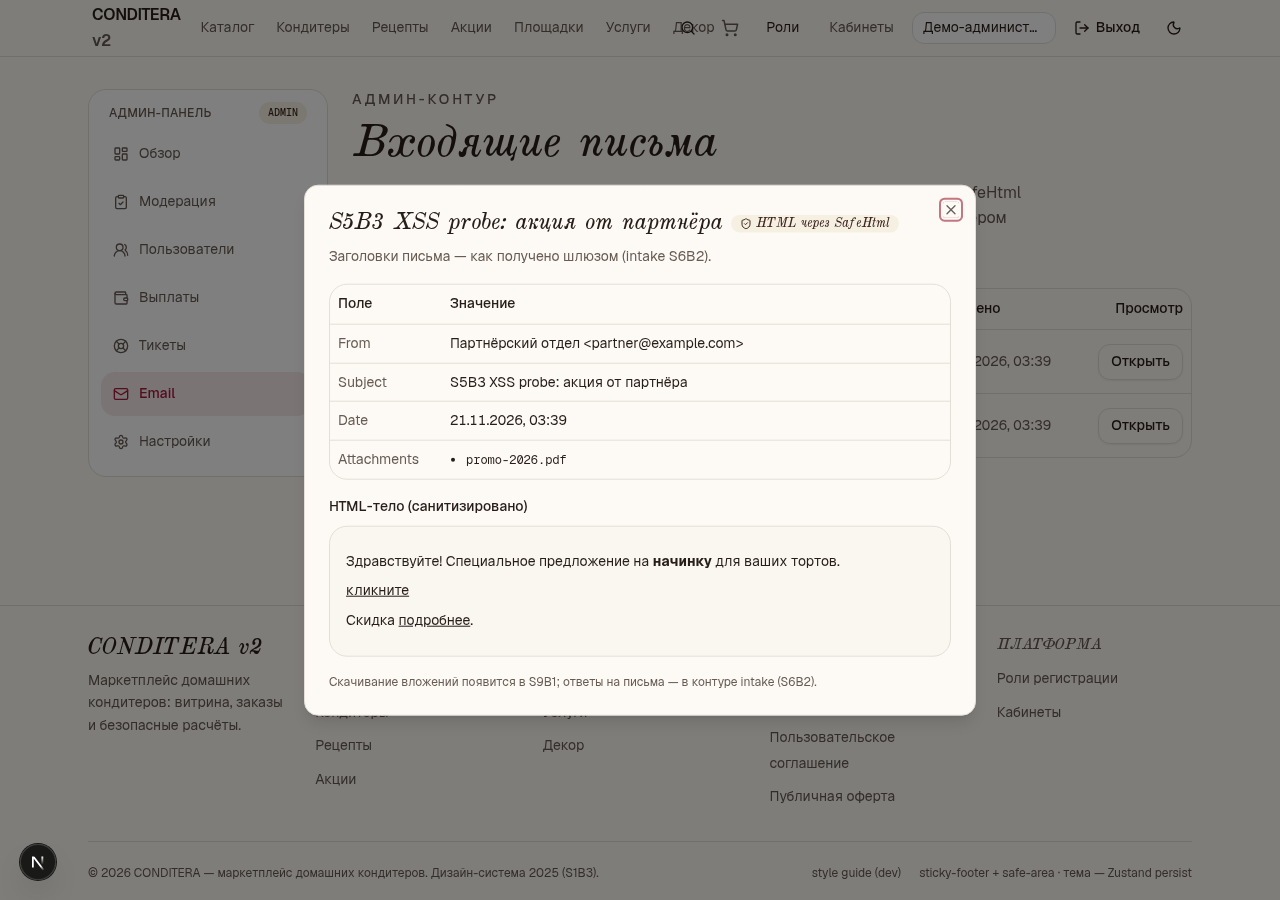 CONDITERA
v2
Каталог Кондитеры Рецепты Акции Площадки Услуги Декор Роли Кабинеты Демо-админист... Выход
АДМИН-ПАНЕЛЬ ADMIN
Обзор
Модерация
Пользователи
Выплаты
Тикеты
Email
Настройки
АДМИН-КОНТУР
Входящие письма
feHtml
ром
ено Просмотр
2026, 03:39 Открыть
2026, 03:39 Открыть
S5B3 XSS probe: акция от партнёра HTML через SafeHtml
Заголовки письма — как получено шлюзом (intake S6B2).
Поле Значение
From Партнёрский отдел <partner@example.com>
Subject S5B3 XSS probe: акция от партнёра
Date 21.11.2026, 03:39
Attachments • promo-2026.pdf
HTML-тело (санитизировано)
Здравствуйте! Специальное предложение на начинку для ваших тортов.
кликните
Скидка подробнее.
Скачивание вложений появится в S9B1; ответы на письма — в контуре intake (S6B2).
CONDITERA v2
Маркетплейс домашних
кондитеров: витрина, заказы
и безопасные расчёты.
Кондитеры
Рецепты
Акции
Услуги
Декор
Пользовательское
соглашение
Публичная оферта
ПЛАТФОРМА
Роли регистрации
Кабинеты
N
© 2026 CONDITERA — маркетплейс домашних кондитеров. Дизайн-система 2025 (S1B3).
style guide (dev) sticky-footer + safe-area · тема — Zustand persist